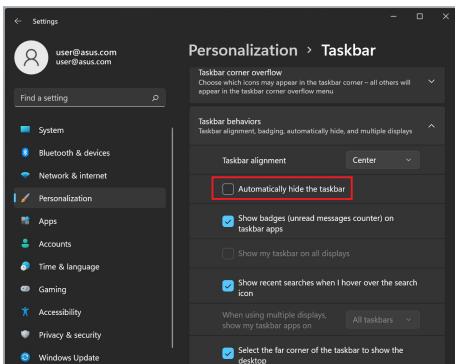 Settings
user@asus.com
user@asus.com
Find a setting
System
Bluetooth & devices
Network & internet
Personalization
Apps
Accounts
Time & language
Gaming
Accessibility
Privacy & security
Windows Update
Personalization > Taskbar
Taskbar corner overflow
Choose which icons may appear in the taskbar corner – all others will
appear in the taskbar corner overflow menu
Taskbar behaviors
Taskbar alignment, badging, automatically hide, and multiple displays
Taskbar alignment
Center
Automatically hide the taskbar
Show badges (unread messages counter) on
taskbar apps
Show my taskbar on all displays
Show recent searches when I hover over the search
icon
When using multiple displays,
show my taskbar apps on
All taskbars
Select the far corner of the taskbar to show the
desktop